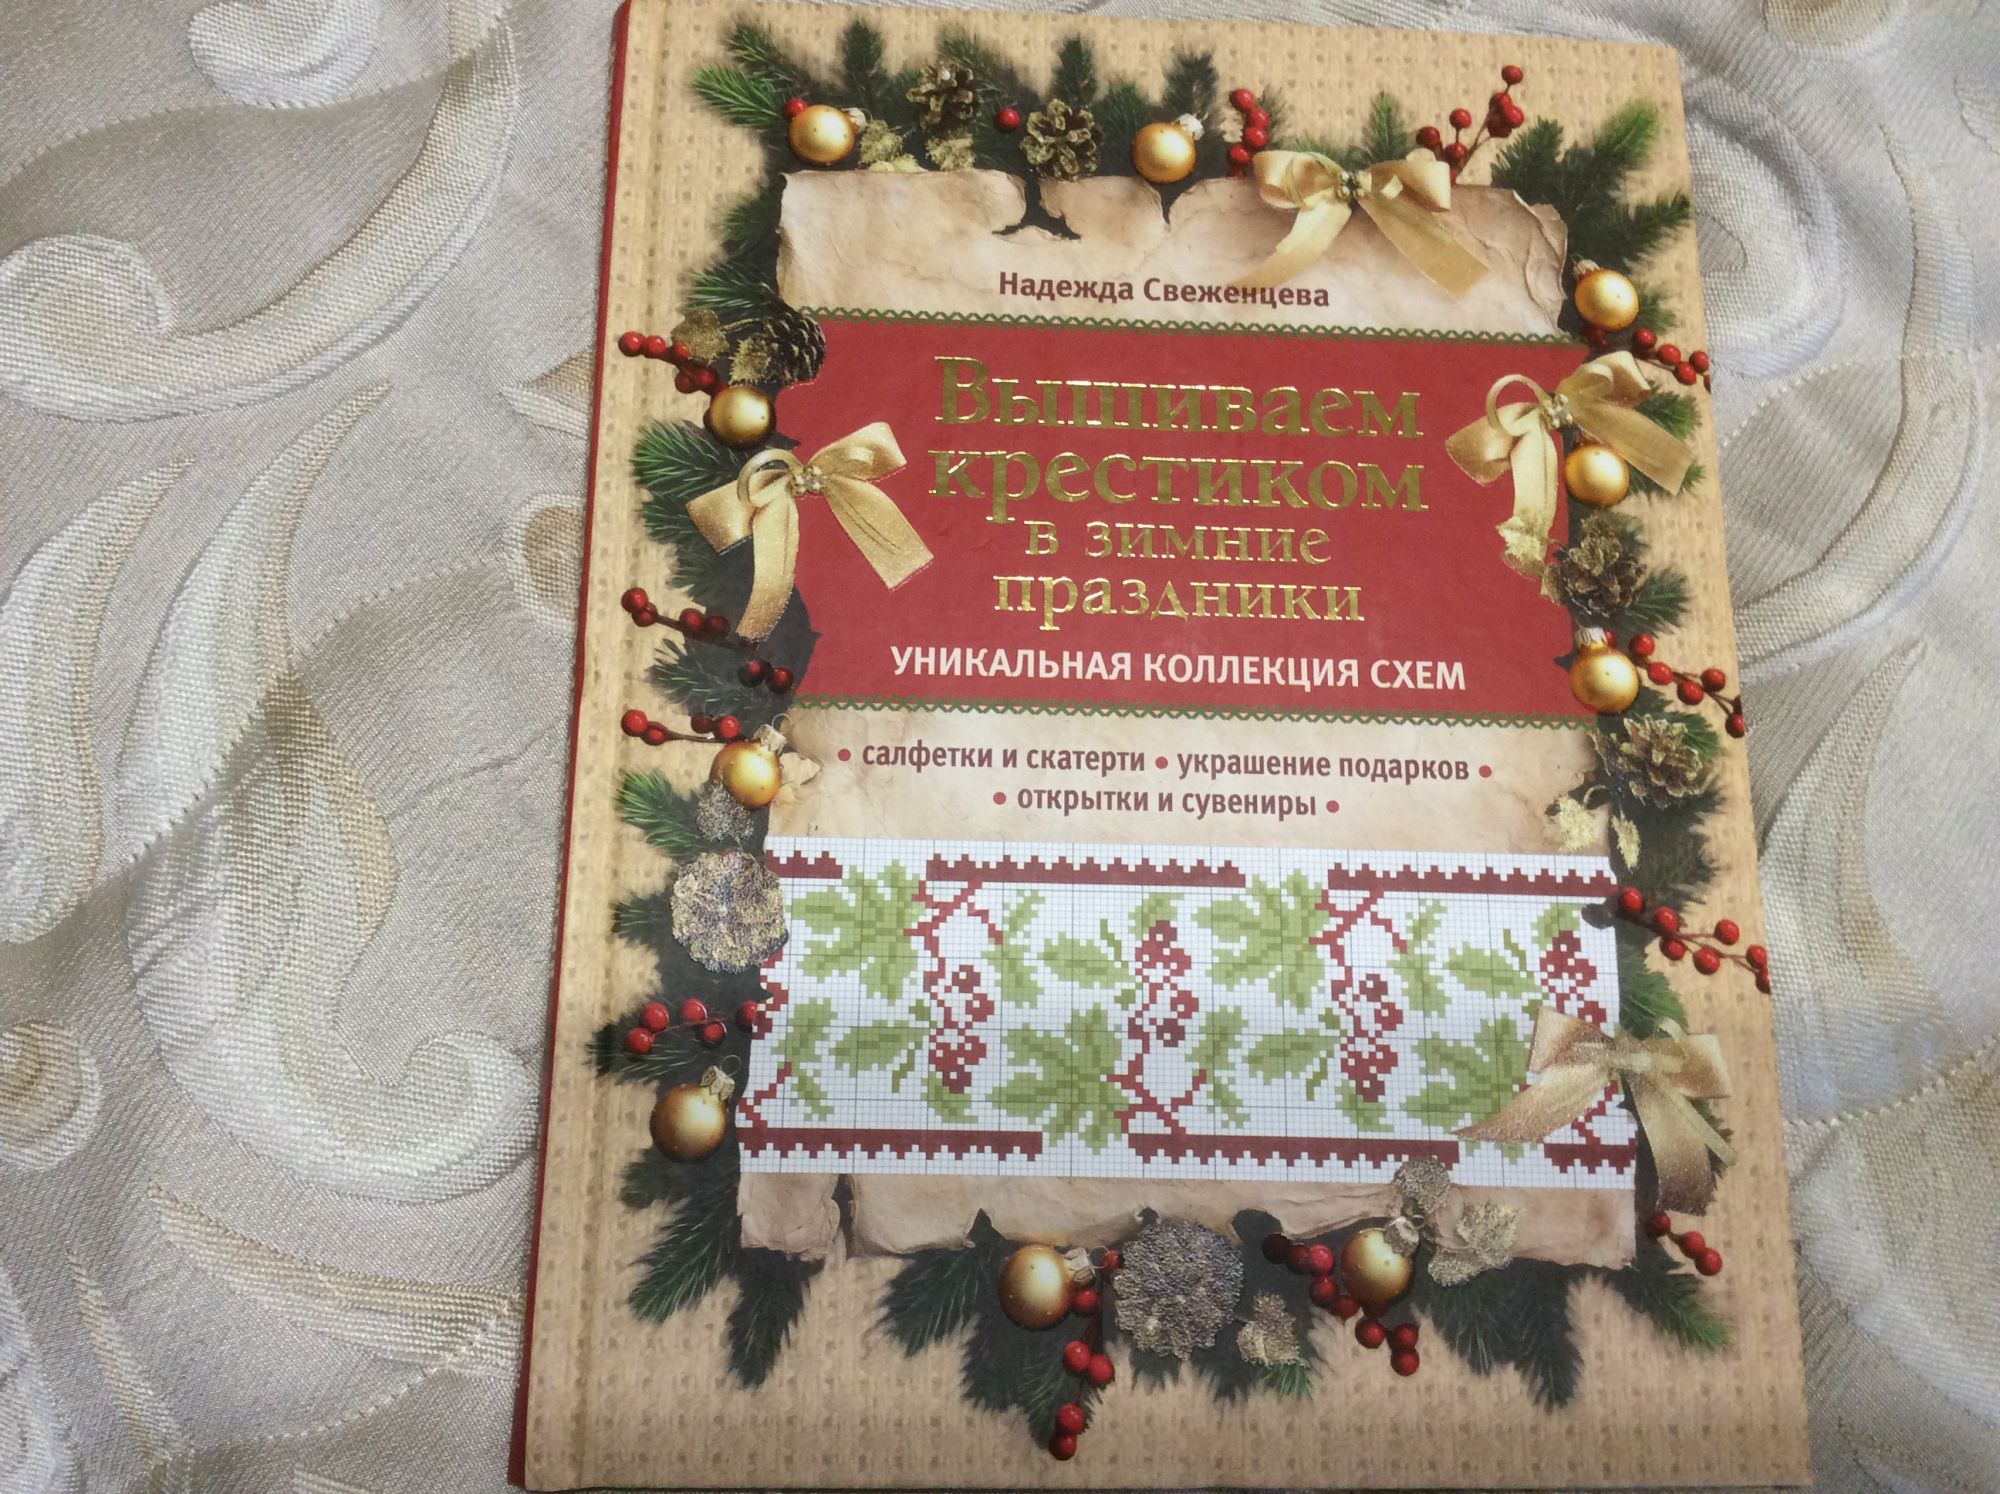 Надежда Свеженцева
Вышиваем
крестиком
в зимние
праздники
УНИКАЛЬНАЯ КОЛЛЕКЦИЯ СХЕМ
• салфетки и скатерти • украшение подарков •
• открытки и сувениры •